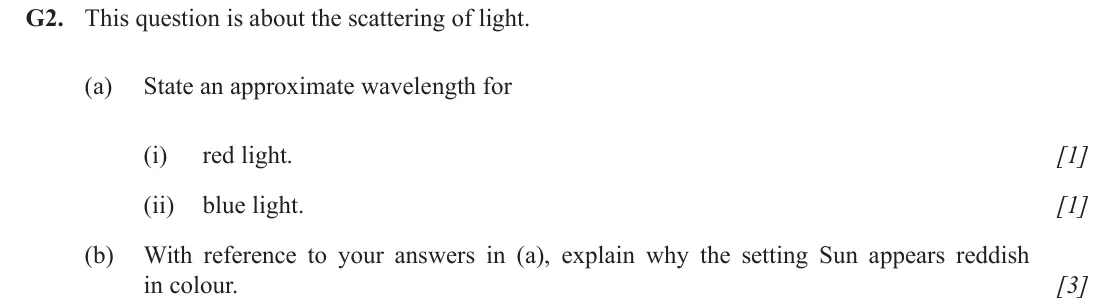 G2. This question is about the scattering of light.
(a) State an approximate wavelength for
(i) red light. [1]
(ii) blue light. [1]
(b) With reference to your answers in (a), explain why the setting Sun appears reddish
in colour. [3]